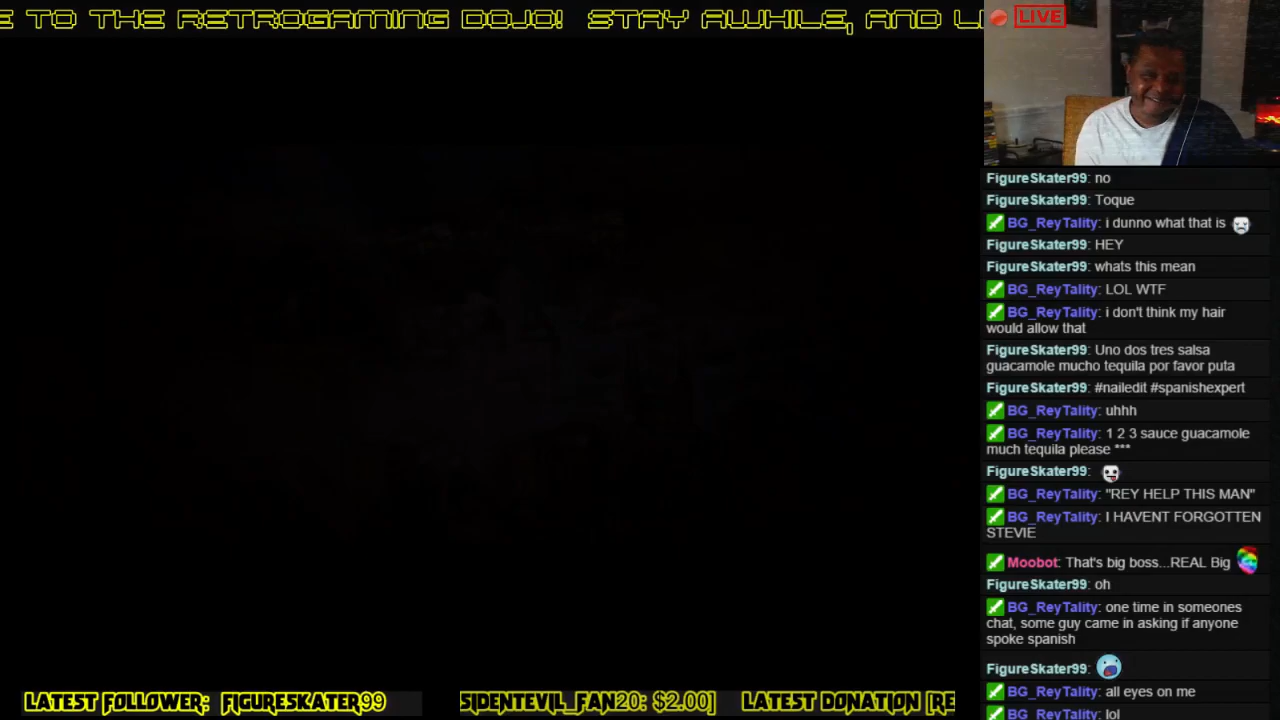 E TO THE RETROGAMING DOJO! STAY AWHILE, AND LI
LIVE
FigureSkater99: no
FigureSkater99: Toque
BG_ReyTality: i dunno what that is
FigureSkater99: HEY
FigureSkater99: whats this mean
BG_ReyTality: LOL WTF
BG_ReyTality: i don't think my hair
would allow that
FigureSkater99: Uno dos tres salsa
guacamole mucho tequila por favor puta
FigureSkater99: #nailedit #spanishexpert
BG_ReyTality: uhhh
BG_ReyTality: 1 2 3 sauce guacamole
much tequila please ***
FigureSkater99:
BG_ReyTality: "REY HELP THIS MAN"
BG_ReyTality: I HAVENT FORGOTTEN
STEVIE
Moobot: That's big boss...REAL Big
FigureSkater99: oh
BG_ReyTality: one time in someones
chat, some guy came in asking if anyone
spoke spanish
FigureSkater99:
BG_ReyTality: all eyes on me
BG_ReyTality: lol
LATEST FOLLOWER: FIGURESKATER99
SIDENTEVIL_FAN20: $2.00] LATEST DONATION [RE